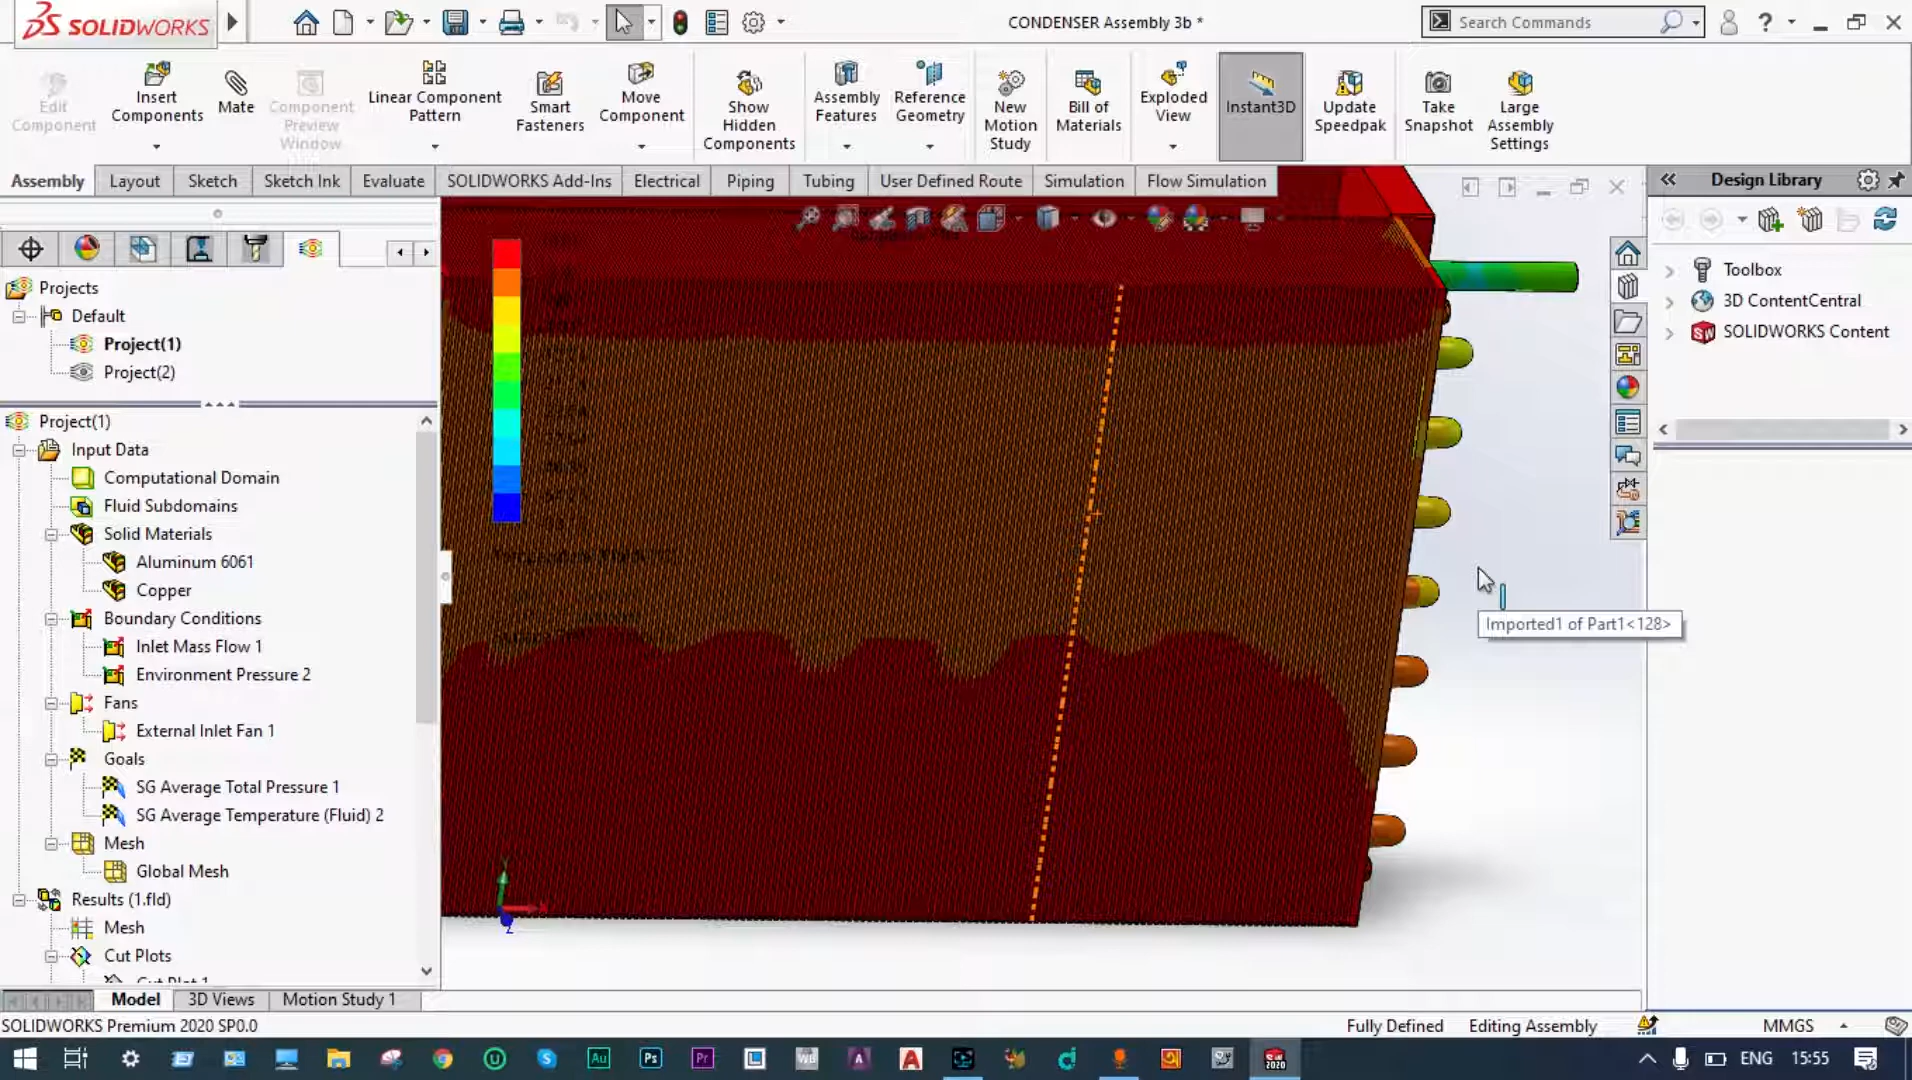 SOLIDWORKS
CONDENSER Assembly 3b *
Search Commands
Edit Component
Insert Components
Mate
Component Preview Window
Linear Component Pattern
Smart Fasteners
Move Component
Show Hidden Components
Assembly Features
Reference Geometry
New Motion Study
Bill of Materials
Exploded View
Instant3D
Update Speedpak
Take Snapshot
Large Assembly Settings
Assembly
Layout
Sketch
Sketch Ink
Evaluate
SOLIDWORKS Add-Ins
Electrical
Piping
Tubing
User Defined Route
Simulation
Flow Simulation
Design Library
Toolbox
3D ContentCentral
SOLIDWORKS Content
Projects
Default
Project(1)
Project(2)
Project(1)
Input Data
Computational Domain
Fluid Subdomains
Solid Materials
Aluminum 6061
Copper
Boundary Conditions
Inlet Mass Flow 1
Environment Pressure 2
Fans
External Inlet Fan 1
Goals
SG Average Total Pressure 1
SG Average Temperature (Fluid) 2
Mesh
Global Mesh
Results (1.fld)
Mesh
Cut Plots
Imported1 of Part1<128>
Y
X
Z
Model
3D Views
Motion Study 1
SOLIDWORKS Premium 2020 SP0.0
Fully Defined
Editing Assembly
MMGS
ENG
15:55